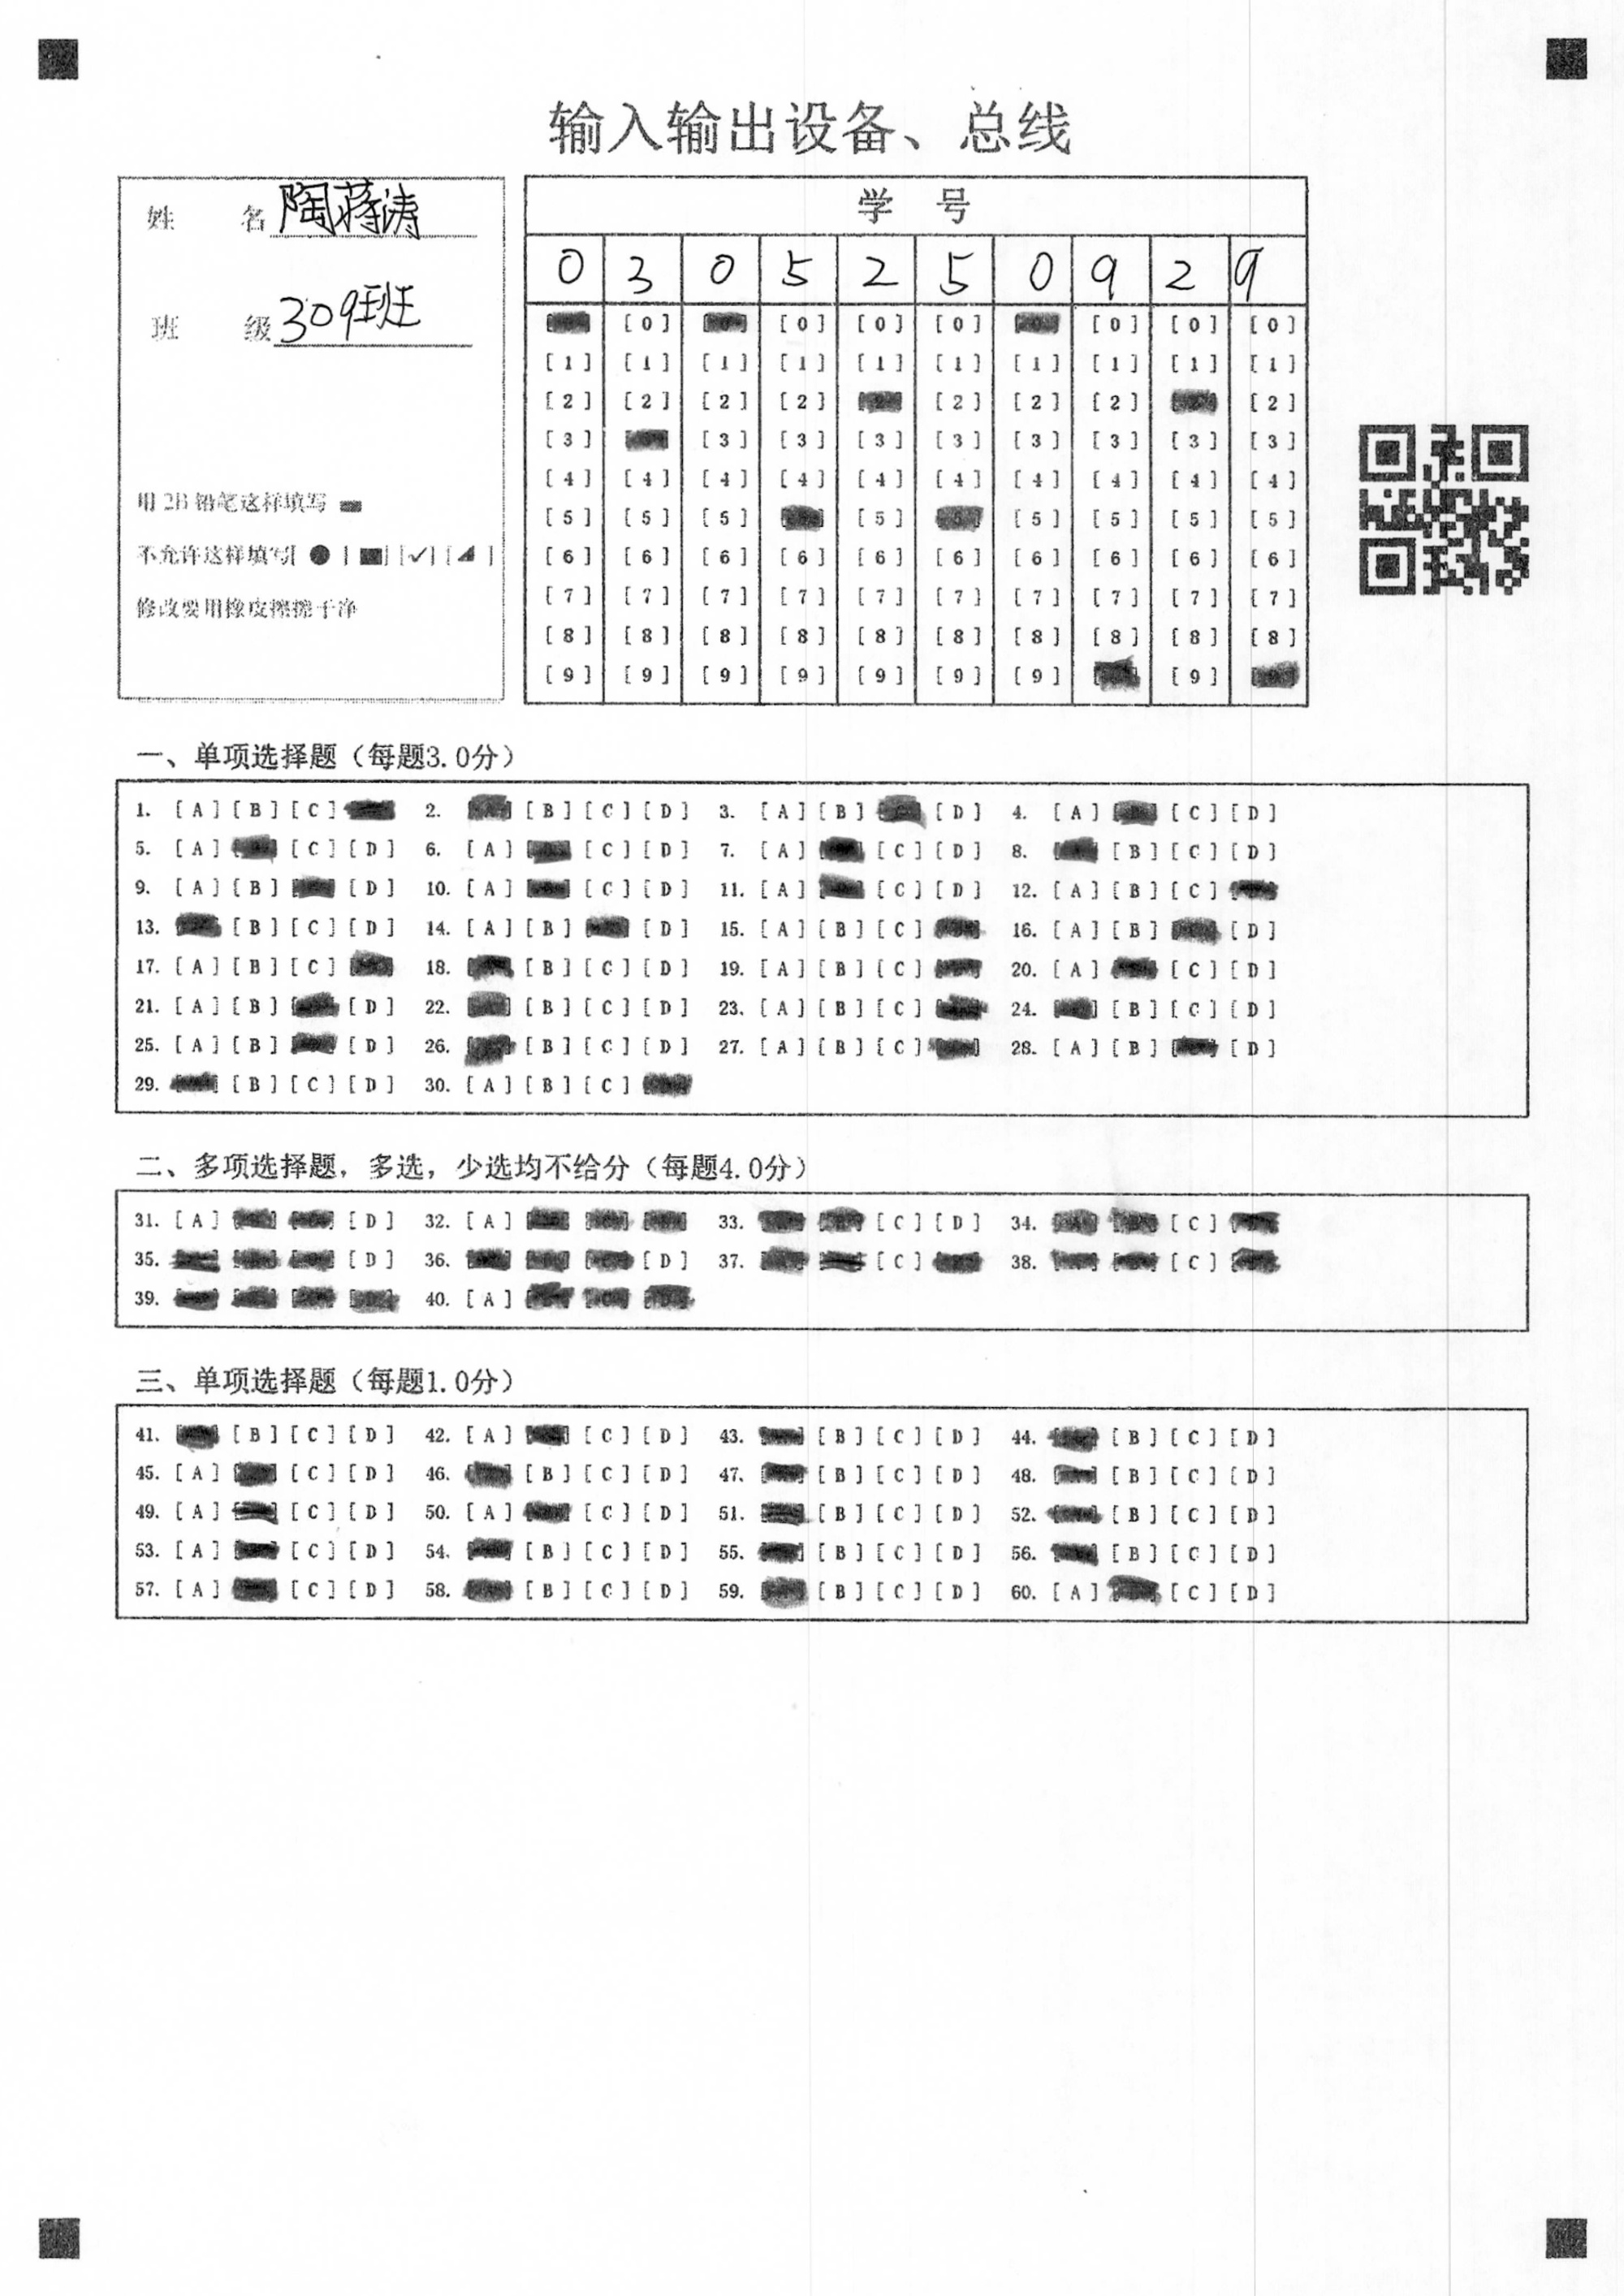 输入输出设备、总线
姓 名 陶蒋涛
班 级 309班
用 2B 铅笔这样填写
不允许这样填写[ ● ] [ ■ ] [ ✓ ] [ ◢ ]
修改要用橡皮擦擦干净
学 号
0 3 0 5 2 5 0 9 2 9
[0] [0] [0] [0] [0] [0] [0]
[1] [1] [1] [1] [1] [1] [1] [1] [1] [1]
[2] [2] [2] [2] [2] [2] [2] [2]
[3] [3] [3] [3] [3] [3] [3] [3] [3]
[4] [4] [4] [4] [4] [4] [4] [4] [4] [4]
[5] [5] [5] [5] [5] [5] [5] [5]
[6] [6] [6] [6] [6] [6] [6] [6] [6] [6]
[7] [7] [7] [7] [7] [7] [7] [7] [7] [7]
[8] [8] [8] [8] [8] [8] [8] [8] [8] [8]
[9] [9] [9] [9] [9] [9] [9] [9]
一、单项选择题（每题3.0分）
1. [A] [B] [C] 2. [B] [C] [D] 3. [A] [B] [D] 4. [A] [C] [D]
5. [A] [C] [D] 6. [A] [C] [D] 7. [A] [C] [D] 8. [B] [C] [D]
9. [A] [B] [D] 10. [A] [C] [D] 11. [A] [C] [D] 12. [A] [B] [C]
13. [B] [C] [D] 14. [A] [B] [D] 15. [A] [B] [C] 16. [A] [B] [D]
17. [A] [B] [C] 18. [B] [C] [D] 19. [A] [B] [C] 20. [A] [C] [D]
21. [A] [B] [D] 22. [B] [C] [D] 23. [A] [B] [C] 24. [B] [C] [D]
25. [A] [B] [D] 26. [B] [C] [D] 27. [A] [B] [C] 28. [A] [B] [D]
29. [B] [C] [D] 30. [A] [B] [C]
二、多项选择题，多选，少选均不给分（每题4.0分）
31. [A] [D] 32. [A] 33. [C] [D] 34. [C]
35. [D] 36. [D] 37. [C] 38. [C]
39. 40. [A]
三、单项选择题（每题1.0分）
41. [B] [C] [D] 42. [A] [C] [D] 43. [B] [C] [D] 44. [B] [C] [D]
45. [A] [C] [D] 46. [B] [C] [D] 47. [B] [C] [D] 48. [B] [C] [D]
49. [A] [C] [D] 50. [A] [C] [D] 51. [B] [C] [D] 52. [B] [C] [D]
53. [A] [C] [D] 54. [B] [C] [D] 55. [B] [C] [D] 56. [B] [C] [D]
57. [A] [C] [D] 58. [B] [C] [D] 59. [B] [C] [D] 60. [A] [C] [D]